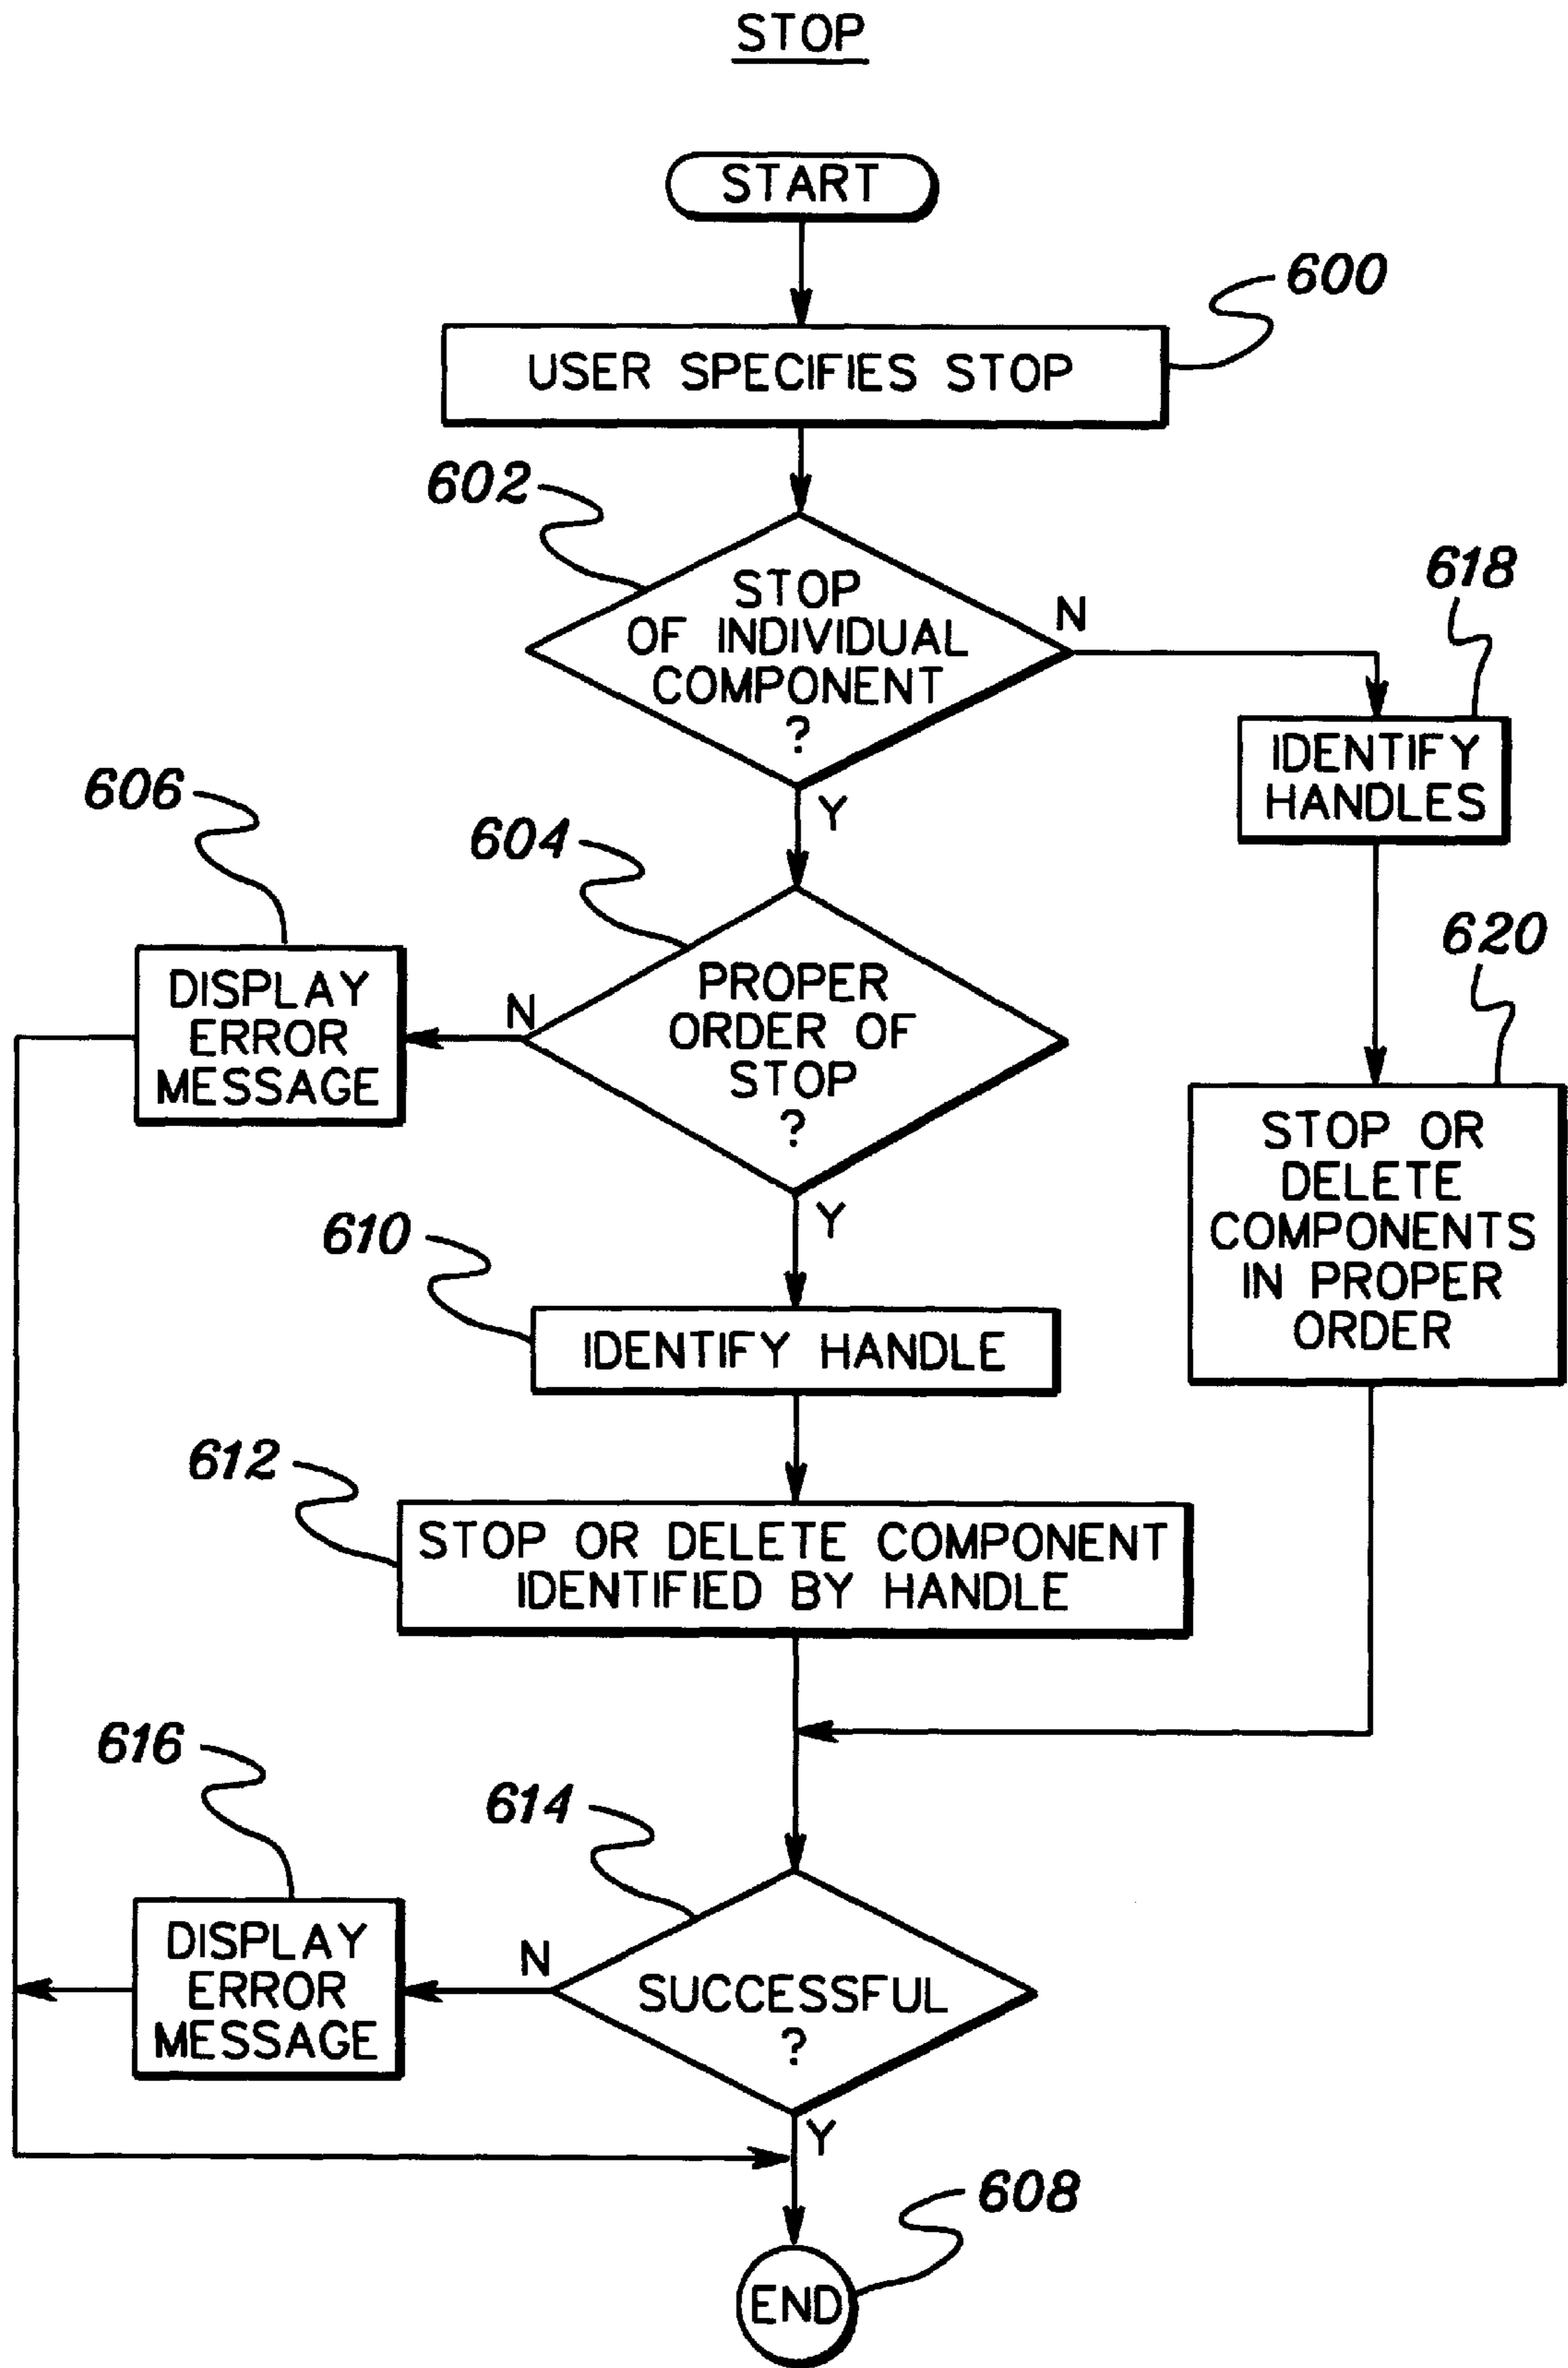 STOP
START
600
USER SPECIFIES STOP
602
STOP
OF INDIVIDUAL
COMPONENT
?
N
Y
618
IDENTIFY
HANDLES
606
DISPLAY
ERROR
MESSAGE
604
PROPER
ORDER OF
STOP
?
N
Y
620
STOP OR
DELETE
COMPONENTS
IN PROPER
ORDER
610
IDENTIFY HANDLE
612
STOP OR DELETE COMPONENT
IDENTIFIED BY HANDLE
616
DISPLAY
ERROR
MESSAGE
614
SUCCESSFUL
?
N
Y
608
END